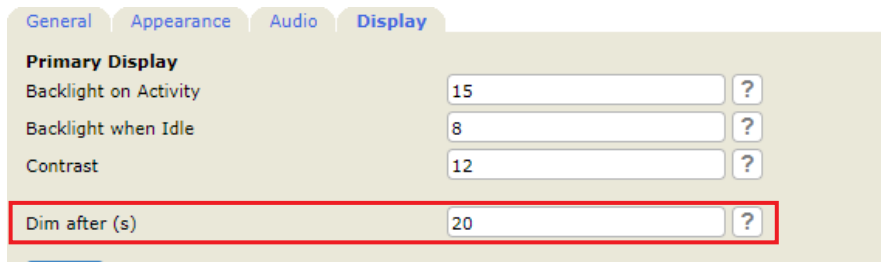 General Appearance Audio Display
Primary Display
Backlight on Activity 15 ?
Backlight when Idle 8 ?
Contrast 12 ?
Dim after (s) 20 ?